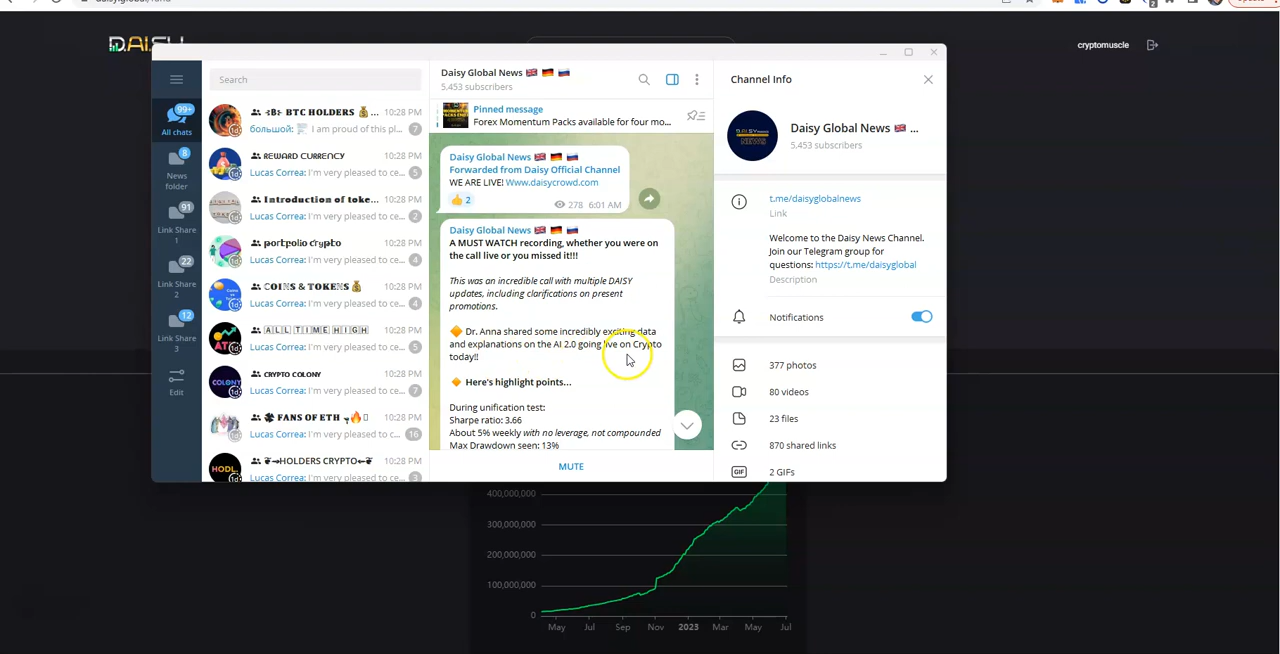 DAISY
cryptomuscle
Search
99+
All chats
8
News
folder
91
Link Share
1
22
Link Share
2
12
Link Share
3
Edit
BTC HOLDERS 💰... 10:28 PM
большой: I am proud of this pl... 7
REWARD CURRENCY 10:28 PM
Lucas Correa: I'm very pleased to ce... 5
Introduction of toke... 10:28 PM
Lucas Correa: I'm very pleased to ce... 2
portfolio crypto 10:28 PM
Lucas Correa: I'm very pleased to ce... 4
COINS & TOKENS 💰 10:28 PM
Lucas Correa: I'm very pleased to ce... 4
ATH
ALL TIME HIGH 10:28 PM
Lucas Correa: I'm very pleased to ce... 5
COLONY
CRYPTO COLONY 10:28 PM
Lucas Correa: I'm very pleased to ce... 7
FANS OF ETH 10:28 PM
Lucas Correa: I'm very pleased to c... 16
HODL
HOLDERS CRYPTO 10:28 PM
Lucas Correa: I'm very pleased to ce... 3
Daisy Global News 🇬🇧 🇩🇪 🇷🇺
5.453 subscribers
Pinned message
Forex Momentum Packs available for four mo...
Daisy Global News 🇬🇧 🇩🇪 🇷🇺
Forwarded from Daisy Official Channel
WE ARE LIVE! Www.daisycrowd.com
👍 2
278 6:01 AM
Daisy Global News 🇬🇧 🇩🇪 🇷🇺
A MUST WATCH recording, whether you were on
the call live or you missed it!!!
This was an incredible call with multiple DAISY
updates, including clarifications on present
promotions.
🔶 Dr. Anna shared some incredibly exciting data
and explanations on the AI 2.0 going live on Crypto
today!!
🔸 Here's highlight points...
During unification test:
Sharpe ratio: 3.66
About 5% weekly with no leverage, not compounded
Max Drawdown seen: 13%
MUTE
Channel Info
Daisy Global News 🇬🇧 ...
5.453 subscribers
t.me/daisyglobalnews
Link
Welcome to the Daisy News Channel.
Join our Telegram group for
questions: https://t.me/daisyglobal
Description
Notifications
377 photos
80 videos
23 files
870 shared links
GIF 2 GIFs
400,000,000
300,000,000
200,000,000
100,000,000
0
May Jul Sep Nov 2023 Mar May Jul